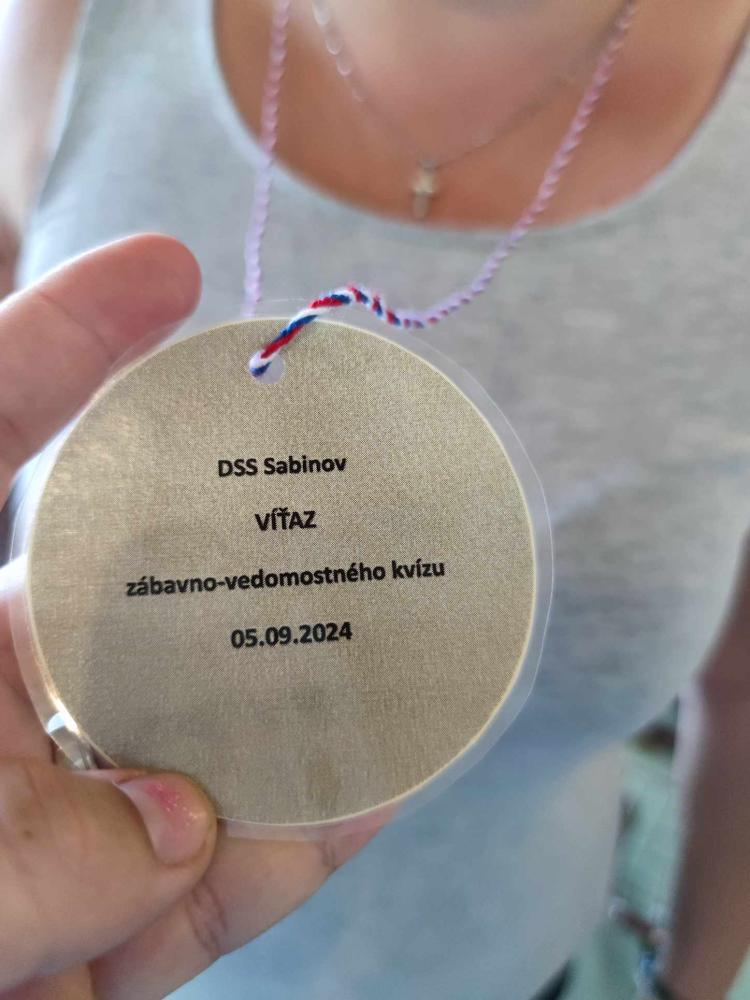 DSS Sabinov
VÍŤAZ
zábavno-vedomostného kvízu
05.09.2024